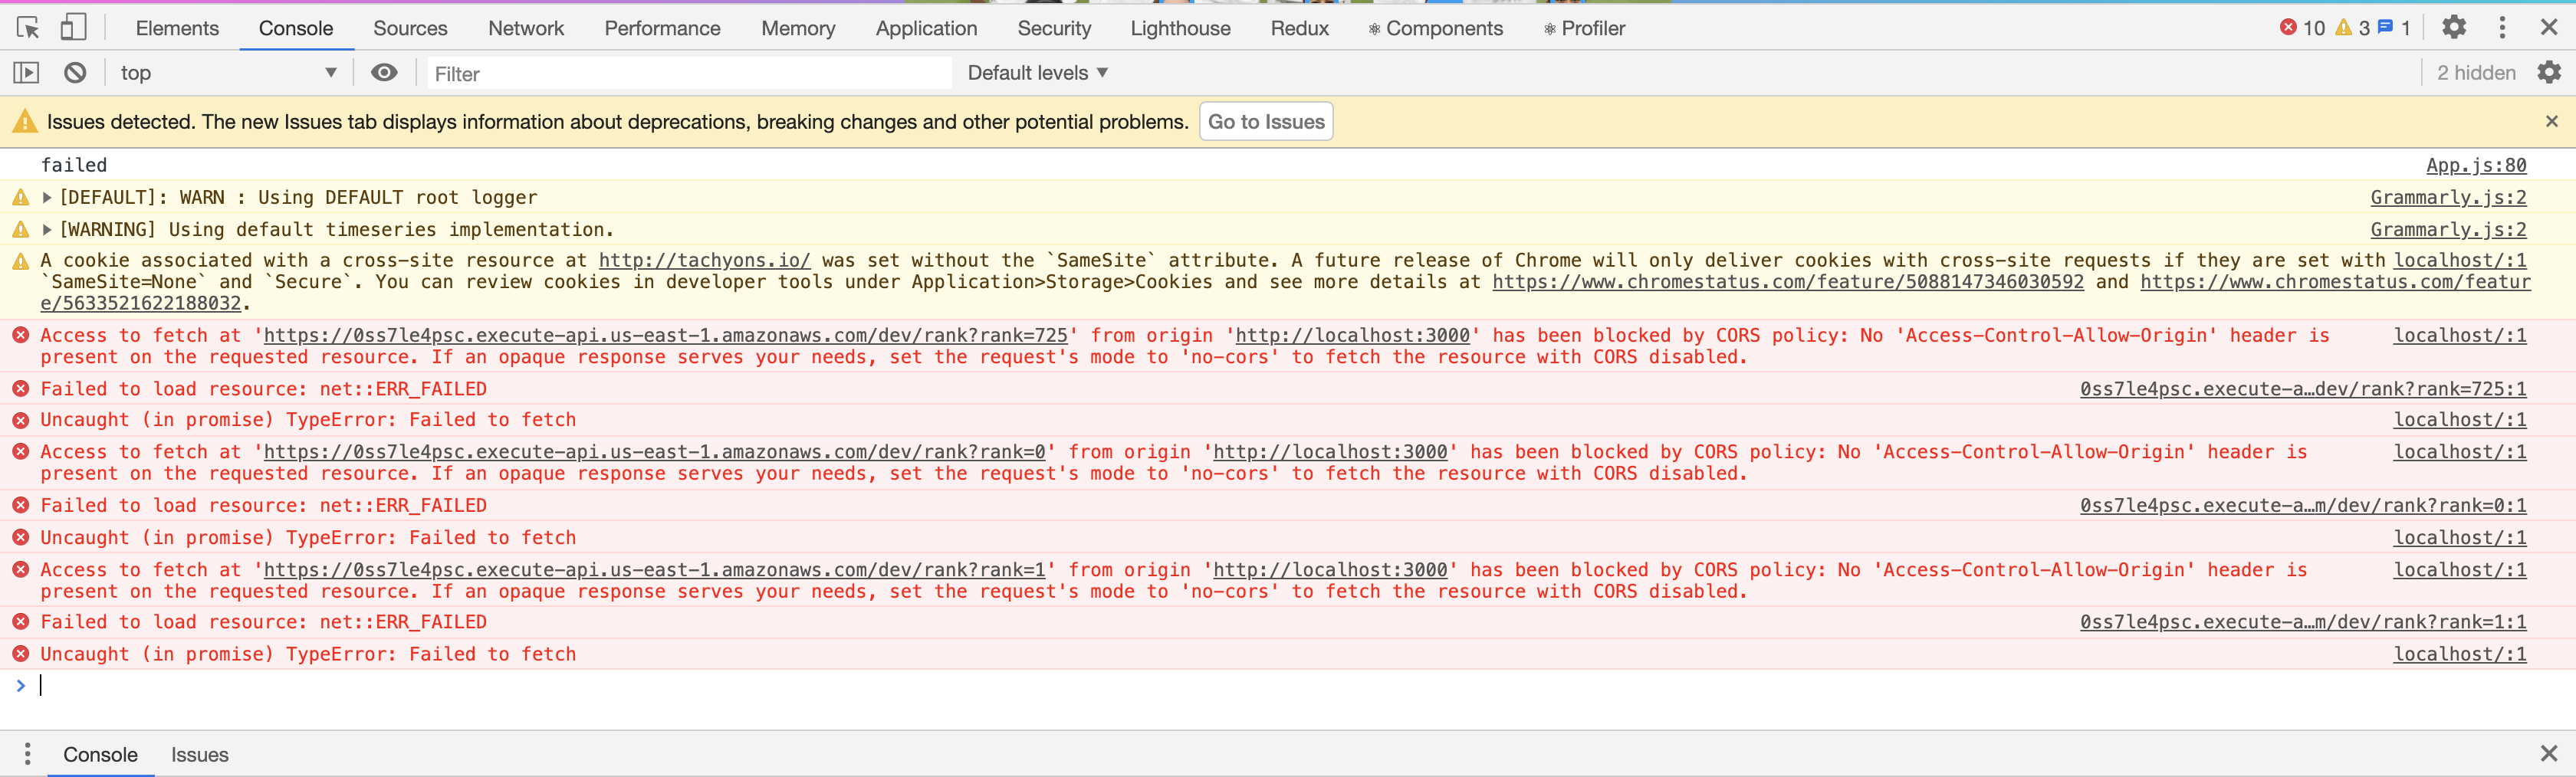 Elements Console Sources Network Performance Memory Application Security Lighthouse Redux Components Profiler 10 3 1
top Filter Default levels 2 hidden
Issues detected. The new Issues tab displays information about deprecations, breaking changes and other potential problems. Go to Issues
failed App.js:80
[DEFAULT]: WARN : Using DEFAULT root logger Grammarly.js:2
[WARNING] Using default timeseries implementation. Grammarly.js:2
A cookie associated with a cross-site resource at http://tachyons.io/ was set without the `SameSite` attribute. A future release of Chrome will only deliver cookies with cross-site requests if they are set with localhost/:1
`SameSite=None` and `Secure`. You can review cookies in developer tools under Application>Storage>Cookies and see more details at https://www.chromestatus.com/feature/5088147346030592 and https://www.chromestatus.com/featur
e/5633521622188032.
Access to fetch at 'https://0ss7le4psc.execute-api.us-east-1.amazonaws.com/dev/rank?rank=725' from origin 'http://localhost:3000' has been blocked by CORS policy: No 'Access-Control-Allow-Origin' header is localhost/:1
present on the requested resource. If an opaque response serves your needs, set the request's mode to 'no-cors' to fetch the resource with CORS disabled.
Failed to load resource: net::ERR_FAILED 0ss7le4psc.execute-a…dev/rank?rank=725:1
Uncaught (in promise) TypeError: Failed to fetch localhost/:1
Access to fetch at 'https://0ss7le4psc.execute-api.us-east-1.amazonaws.com/dev/rank?rank=0' from origin 'http://localhost:3000' has been blocked by CORS policy: No 'Access-Control-Allow-Origin' header is localhost/:1
present on the requested resource. If an opaque response serves your needs, set the request's mode to 'no-cors' to fetch the resource with CORS disabled.
Failed to load resource: net::ERR_FAILED 0ss7le4psc.execute-a…m/dev/rank?rank=0:1
Uncaught (in promise) TypeError: Failed to fetch localhost/:1
Access to fetch at 'https://0ss7le4psc.execute-api.us-east-1.amazonaws.com/dev/rank?rank=1' from origin 'http://localhost:3000' has been blocked by CORS policy: No 'Access-Control-Allow-Origin' header is localhost/:1
present on the requested resource. If an opaque response serves your needs, set the request's mode to 'no-cors' to fetch the resource with CORS disabled.
Failed to load resource: net::ERR_FAILED 0ss7le4psc.execute-a…m/dev/rank?rank=1:1
Uncaught (in promise) TypeError: Failed to fetch localhost/:1
Console Issues